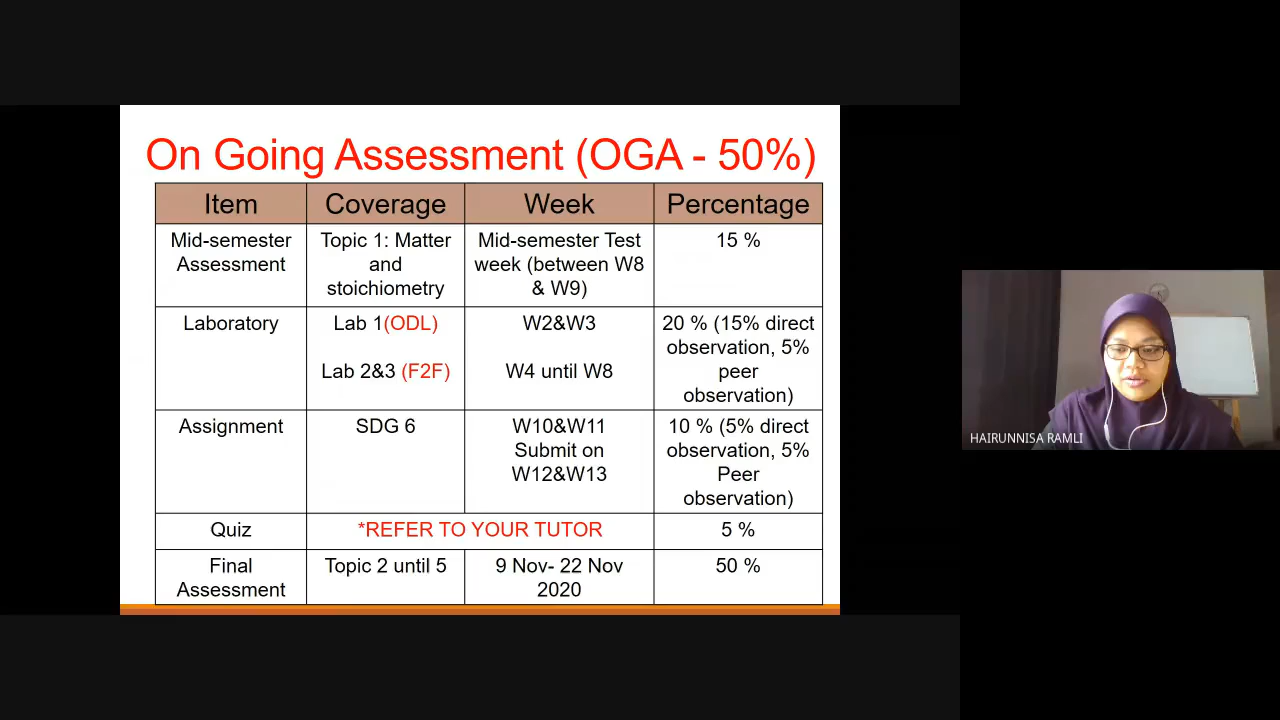 On Going Assessment (OGA - 50%)
Item Coverage Week Percentage
Mid-semester Assessment
Topic 1: Matter and stoichiometry
Mid-semester Test week (between W8 & W9)
15 %
Laboratory
Lab 1(ODL)
Lab 2&3 (F2F)
W2&W3
W4 until W8
20 % (15% direct observation, 5% peer observation)
Assignment
SDG 6
W10&W11
Submit on
W12&W13
10 % (5% direct observation, 5% Peer observation)
Quiz
*REFER TO YOUR TUTOR
5 %
Final Assessment
Topic 2 until 5
9 Nov- 22 Nov 2020
50 %
HAIRUNNISA RAMLI